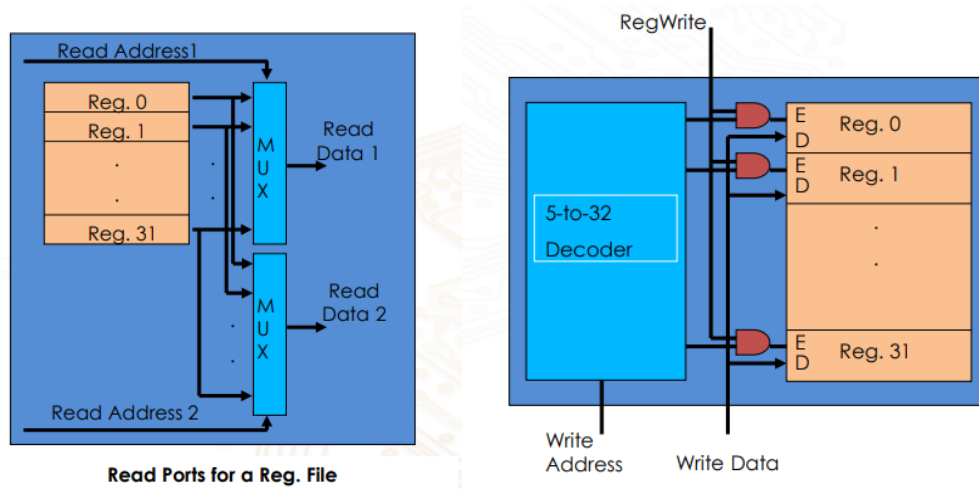 Read Address1
Reg. 0
Reg. 1
.
.
Reg. 31
.
.
M
U
X
Read
Data 1
M
U
X
.
.
Read
Data 2
Read Address 2
Read Ports for a Reg. File
RegWrite
5-to-32
Decoder
E
D
Reg. 0
E
D
Reg. 1
.
.
E
D
Reg. 31
Write
Address
Write Data